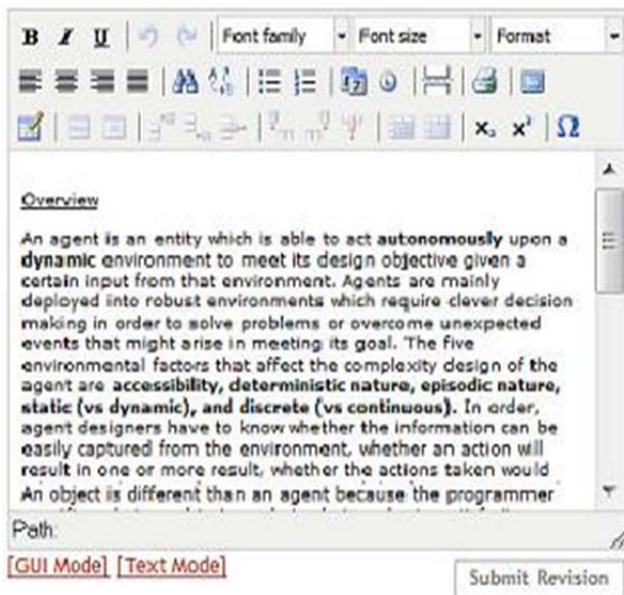 B I U Font family Font size Format
x₂ x² Ω
Overview
An agent is an entity which is able to act autonomously upon a
dynamic environment to meet its design objective given a
certain input from that environment. Agents are mainly
deployed into robust environments which require clever decision
making in order to solve problems or overcome unexpected
events that might arise in meeting its goal. The five
environmental factors that affect the complexity design of the
agent are accessibility, deterministic nature, episodic nature,
static (vs dynamic), and discrete (vs continuous). In order,
agent designers have to know whether the information can be
easily captured from the environment, whether an action will
result in one or more result, whether the actions taken would
An object is different than an agent because the programmer
Path:
[GUI Mode] [Text Mode]
Submit Revision